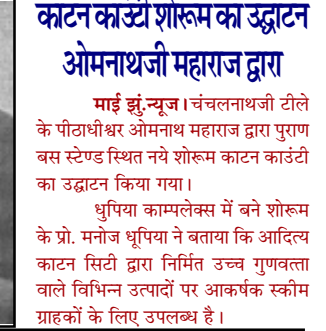 काटन काउंटी शोरूम का उद्घाटन
ओमनाथजी महाराज द्वारा
माई झुं.न्यूज। चंचलनाथजी टीले
के पीठाधीश्वर ओमनाथ महाराज द्वारा पुराण
बस स्टेण्ड स्थित नये शोरूम काटन काउंटी
का उद्घाटन किया गया।
धुपिया काम्पलेक्स में बने शोरूम
के प्रो. मनोज धूपिया ने बताया कि आदित्य
काटन सिटी द्वारा निर्मित उच्च गुणवत्ता
वाले विभिन्न उत्पादों पर आकर्षक स्कीम
ग्राहकों के लिए उपलब्ध है।